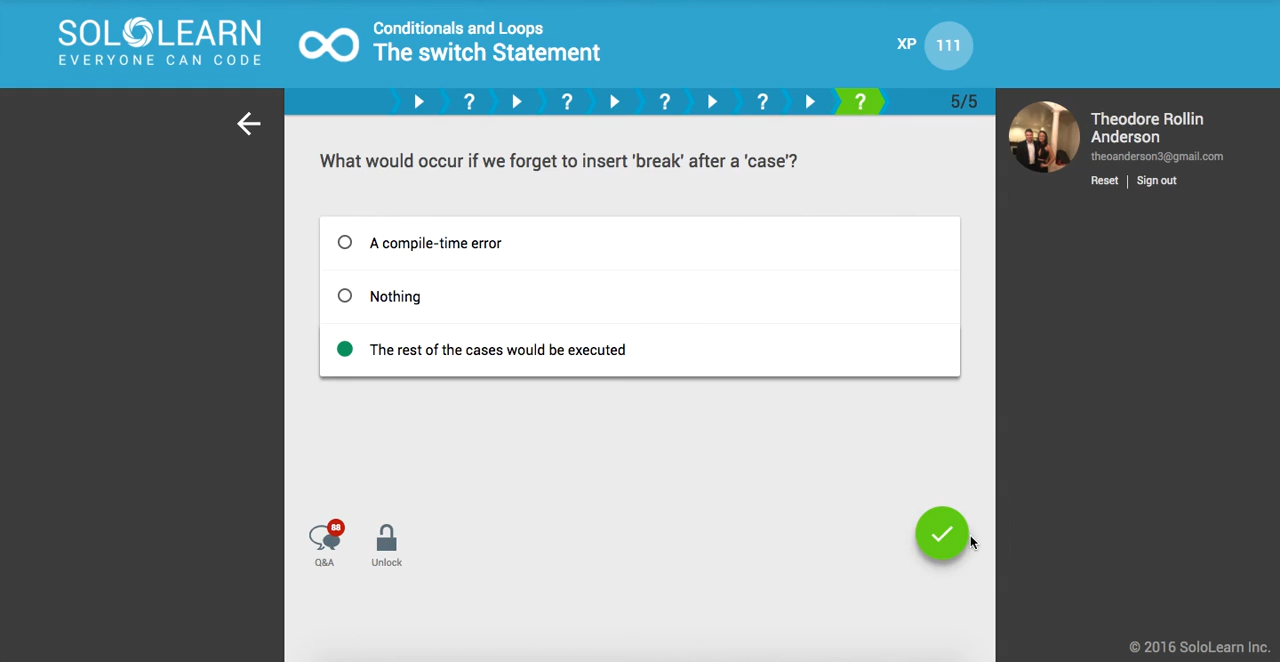 SOLOLEARN
EVERYONE CAN CODE
Conditionals and Loops
The switch Statement
XP 111
? ? ? ? ? 5/5
Theodore Rollin
Anderson
theoanderson3@gmail.com
Reset | Sign out
What would occur if we forget to insert 'break' after a 'case'?
A compile-time error
Nothing
The rest of the cases would be executed
88
Q&A
Unlock
© 2016 SoloLearn Inc.